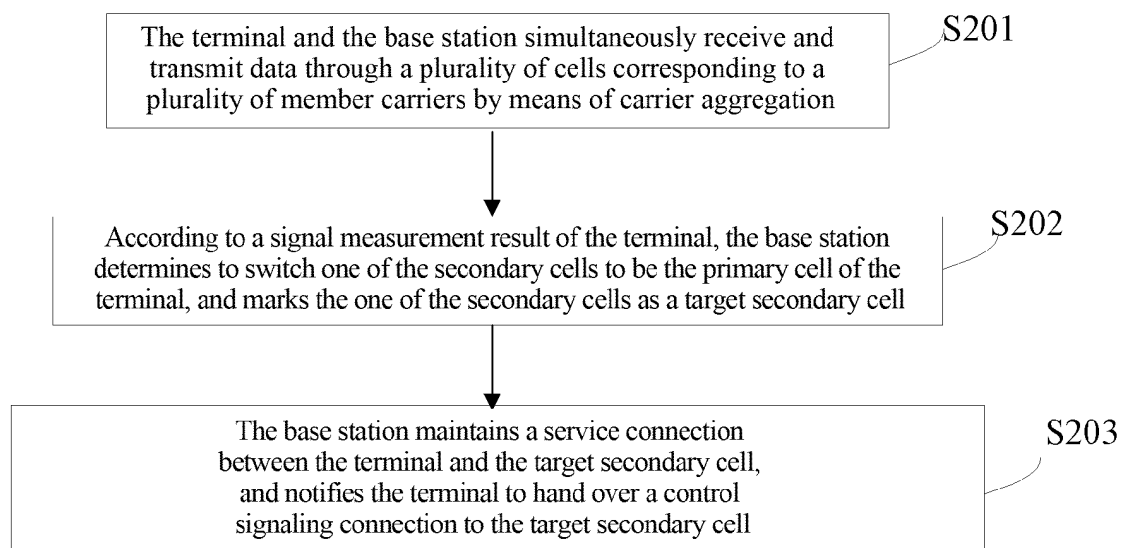 The terminal and the base station simultaneously receive and
transmit data through a plurality of cells corresponding to a
plurality of member carriers by means of carrier aggregation
S201
According to a signal measurement result of the terminal, the base station
determines to switch one of the secondary cells to be the primary cell of the
terminal, and marks the one of the secondary cells as a target secondary cell
S202
The base station maintains a service connection
between the terminal and the target secondary cell,
and notifies the terminal to hand over a control
signaling connection to the target secondary cell
S203